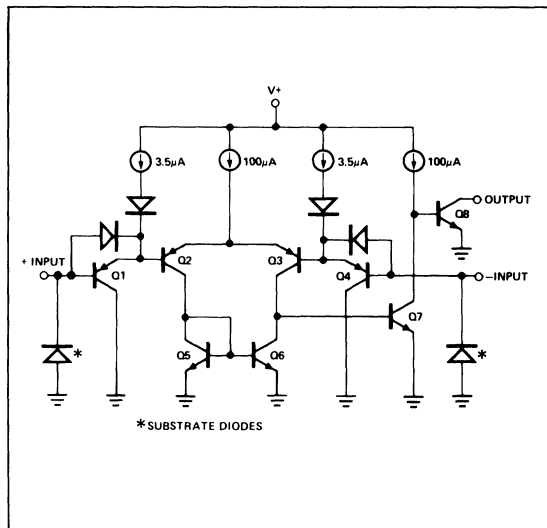 V+
3.5μA
100μA
3.5μA
100μA
Q8
OUTPUT
+ INPUT
Q1
Q2
Q3
Q4
–INPUT
Q7
*
Q5
Q6
*
*SUBSTRATE DIODES